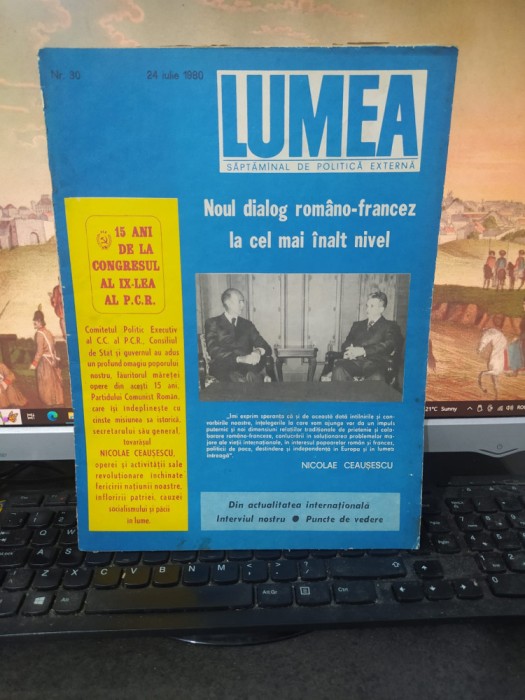 Nr. 30 24 iulie 1980
LUMEA
SĂPTĂMÎNAL DE POLITICĂ EXTERNĂ
Noul dialog româno-francez
la cel mai înalt nivel
15 ANI
DE LA
CONGRESUL
AL IX-LEA
AL P.C.R.
Comitetul Politic Executiv
al C.C. al P.C.R., Consiliul
de Stat și guvernul au adus
un profund omagiu poporului
nostru, făuritorul măreței
opere din acești 15 ani,
Partidului Comunist Român,
care își îndeplinește cu
cinste misiunea sa istorică,
secretarului său general,
tovarășul
NICOLAE CEAUȘESCU,
operei și activității sale
revoluționare închinate
fericirii națiunii noastre,
înfloririi patriei, cauzei
socialismului și păcii
în lume.
„Îmi exprim speranța că și de această dată întîlnirile și con-
vorbirile noastre, înțelegerile la care vom ajunge vor da un impuls
puternic și noi dimensiuni relațiilor tradiționale de prietenie și cola-
borare româno-franceze, conlucrării în soluționarea problemelor ma-
jore ale vieții internaționale, în interesul popoarelor român și francez,
politicii de pace, destindere și independență în Europa și în lumea
întreagă”.
NICOLAE CEAUȘESCU
Din actualitatea internațională
Interviul nostru ● Puncte de vedere
21°C Sunny